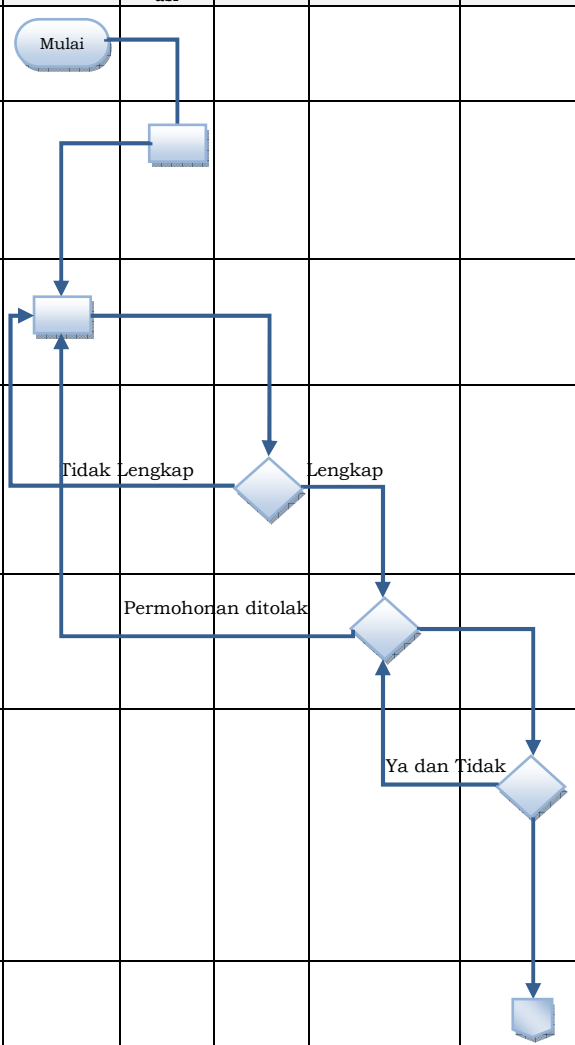 Mulai
Tidak Lengkap
Lengkap
Permohonan ditolak
Ya dan Tidak